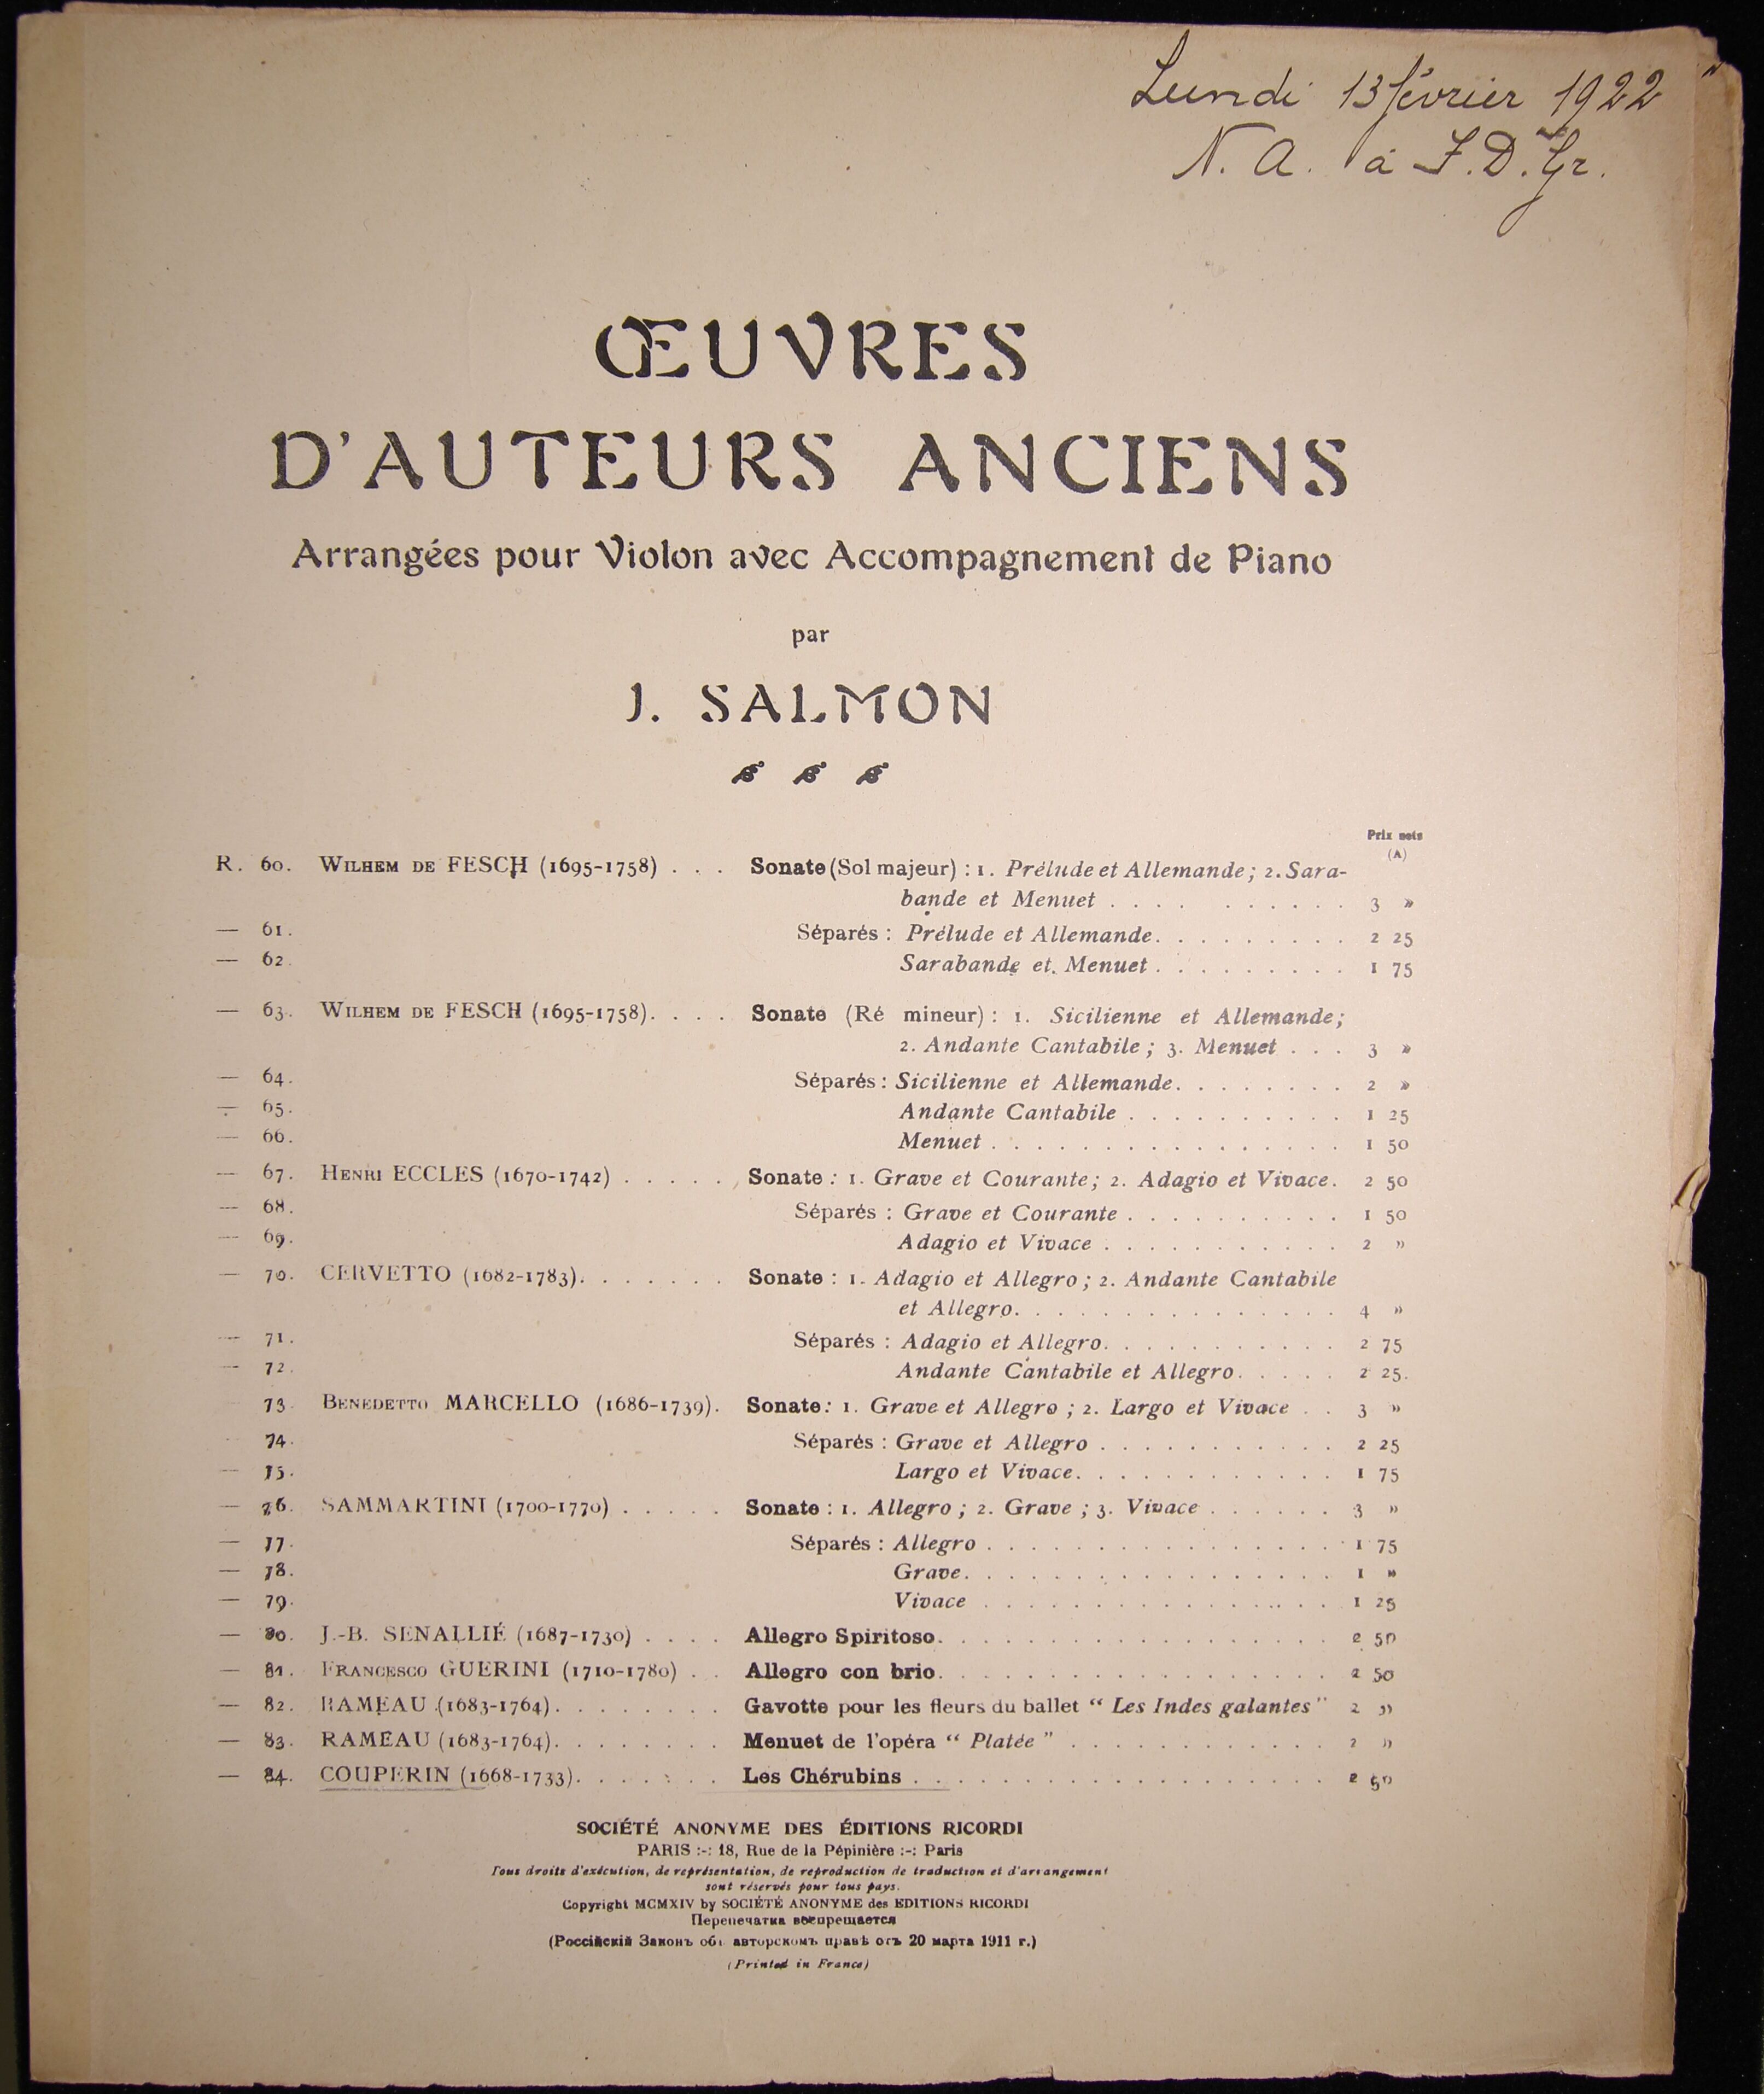 Lundi 13 février 1922
N. A. à J. D. Gr.
ŒUVRES
D'AUTEURS ANCIENS
Arrangées pour Violon avec Accompagnement de Piano
par
J. SALMON
Prix nets
(A)
R. 60. WILHEM DE FESCH (1695-1758) . . . Sonate (Sol majeur) : 1. Prélude et Allemande ; 2. Sara-
bande et Menuet . . . . . . . . . . 3 »
— 61. Séparés : Prélude et Allemande. . . . . . . . . 2 25
— 62. Sarabande et Menuet . . . . . . . . . 1 75
— 63. WILHEM DE FESCH (1695-1758). . . . Sonate (Ré mineur) : 1. Sicilienne et Allemande ;
2. Andante Cantabile ; 3. Menuet . . . 3 »
— 64. Séparés : Sicilienne et Allemande. . . . . . . . 2 »
— 65. Andante Cantabile . . . . . . . . . . 1 25
— 66. Menuet . . . . . . . . . . . . . . . . 1 50
— 67. HENRI ECCLES (1670-1742) . . . . . Sonate : 1. Grave et Courante ; 2. Adagio et Vivace. 2 50
— 68. Séparés : Grave et Courante . . . . . . . . . . 1 50
— 69. Adagio et Vivace . . . . . . . . . . . 2 »
— 70. CERVETTO (1682-1783). . . . . . . Sonate : 1. Adagio et Allegro ; 2. Andante Cantabile
et Allegro. . . . . . . . . . . . . . . 4 »
— 71. Séparés : Adagio et Allegro. . . . . . . . . . . 2 75
— 72. Andante Cantabile et Allegro. . . . . 2 25.
73. BENEDETTO MARCELLO (1686-1739). Sonate : 1. Grave et Allegro ; 2. Largo et Vivace . . 3 »
— 74. Séparés : Grave et Allegro . . . . . . . . . . . 2 25
— 75. Largo et Vivace. . . . . . . . . . . . 1 75
— 76. SAMMARTINI (1700-1770) . . . . . Sonate : 1. Allegro ; 2. Grave ; 3. Vivace . . . . . . 3 »
— 77. Séparés : Allegro . . . . . . . . . . . . . . . . 1 75
— 78. Grave. . . . . . . . . . . . . . . . . 1 »
— 79. Vivace . . . . . . . . . . . . . . . . 1 25
— 80. J.-B. SENALLIÉ (1687-1730) . . . . Allegro Spiritoso. . . . . . . . . . . . . . . . . . 2 50
— 81. FRANCESCO GUERINI (1710-1780) . . Allegro con brio. . . . . . . . . . . . . . . . . . 2 50
— 82. RAMEAU (1683-1764). . . . . . . . Gavotte pour les fleurs du ballet “ Les Indes galantes ” 2 »
— 83. RAMEAU (1683-1764). . . . . . . . Menuet de l'opéra “ Platée ” . . . . . . . . . . . . . 2 »
— 84. COUPERIN (1668-1733). . . . . . . Les Chérubins . . . . . . . . . . . . . . . . . . . 2 50
SOCIÉTÉ ANONYME DES ÉDITIONS RICORDI
PARIS :-: 18, Rue de la Pépinière :-: Paris
Tous droits d'exécution, de représentation, de reproduction de traduction et d'arrangement
sont réservés pour tous pays.
Copyright MCMXIV by SOCIÉTÉ ANONYME des EDITIONS RICORDI
Перепечатка воспрещается
(Россійскій Законъ объ авторскомъ правѣ отъ 20 марта 1911 г.)
(Printed in France)